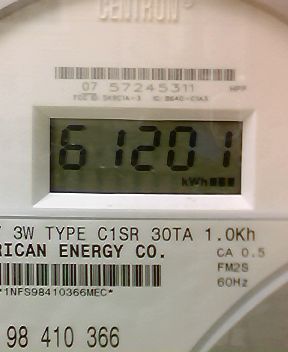 CENTRON
07 57245311
61201
kWh
3W TYPE C1SR 30TA 1.0Kh
RICAN ENERGY CO.
CA 0.5
FM2S
60Hz
*1NFS98410366MEC*
98 410 366